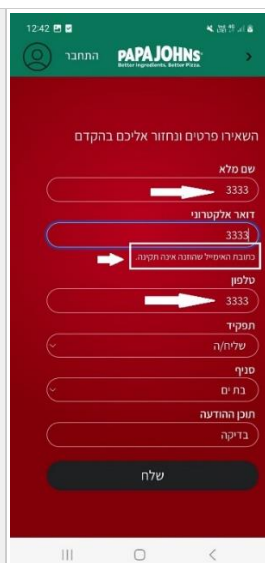 12:42
התחבר
PAPA JOHNS
Better Ingredients. Better Pizza.
השאירו פרטים ונחזור אליכם בהקדם
שם מלא
3333
דואר אלקטרוני
3333
כתובת האימייל שהוזנה אינה תקינה.
טלפון
3333
תפקיד
שליח/ה
סניף
בת ים
תוכן ההודעה
בדיקה
שלח